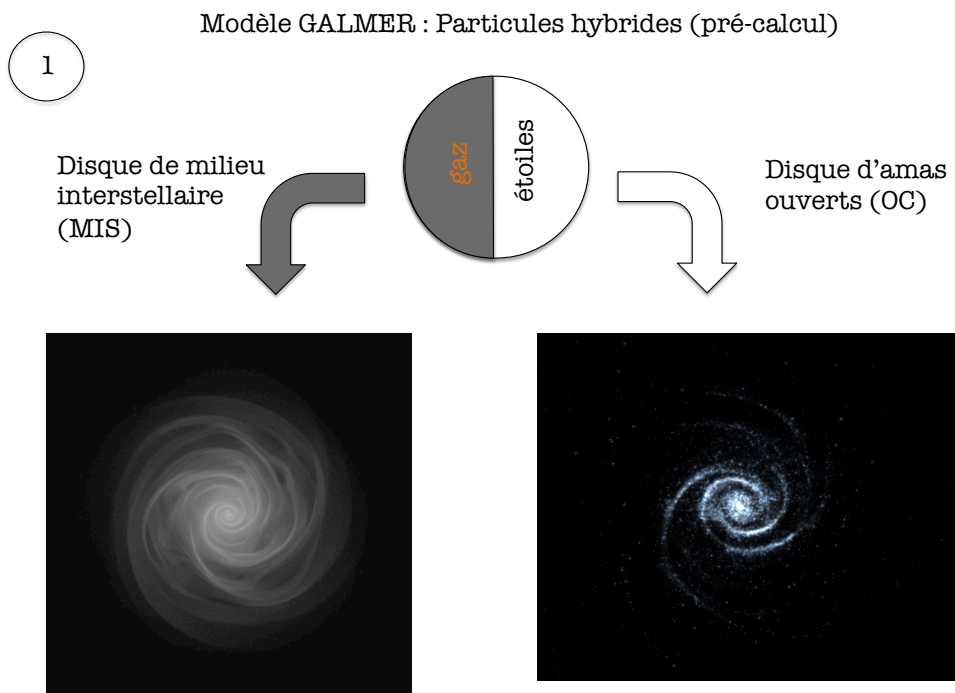 Modèle GALMER : Particules hybrides (pré-calcul)
1
gaz
étoiles
Disque de milieu
interstellaire
(MIS)
Disque d’amas
ouverts (OC)